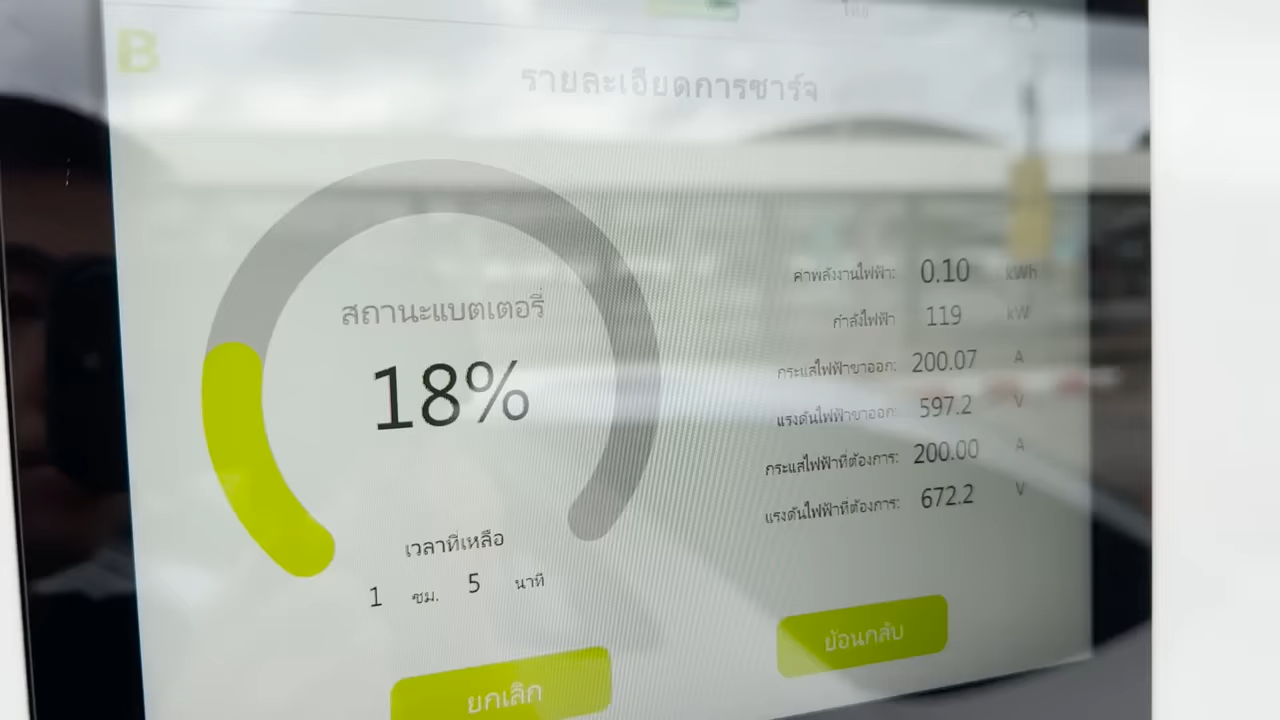 B
ไทย
รายละเอียดการชาร์จ
สถานะแบตเตอรี่
18%
เวลาที่เหลือ
1 ชม. 5 นาที
ยกเลิก
ค่าพลังงานไฟฟ้า: 0.10 kWh
กำลังไฟฟ้า 119 kW
กระแสไฟฟ้าขาออก: 200.07 A
แรงดันไฟฟ้าขาออก: 597.2 V
กระแสไฟฟ้าที่ต้องการ: 200.00 A
แรงดันไฟฟ้าที่ต้องการ: 672.2 V
ย้อนกลับ